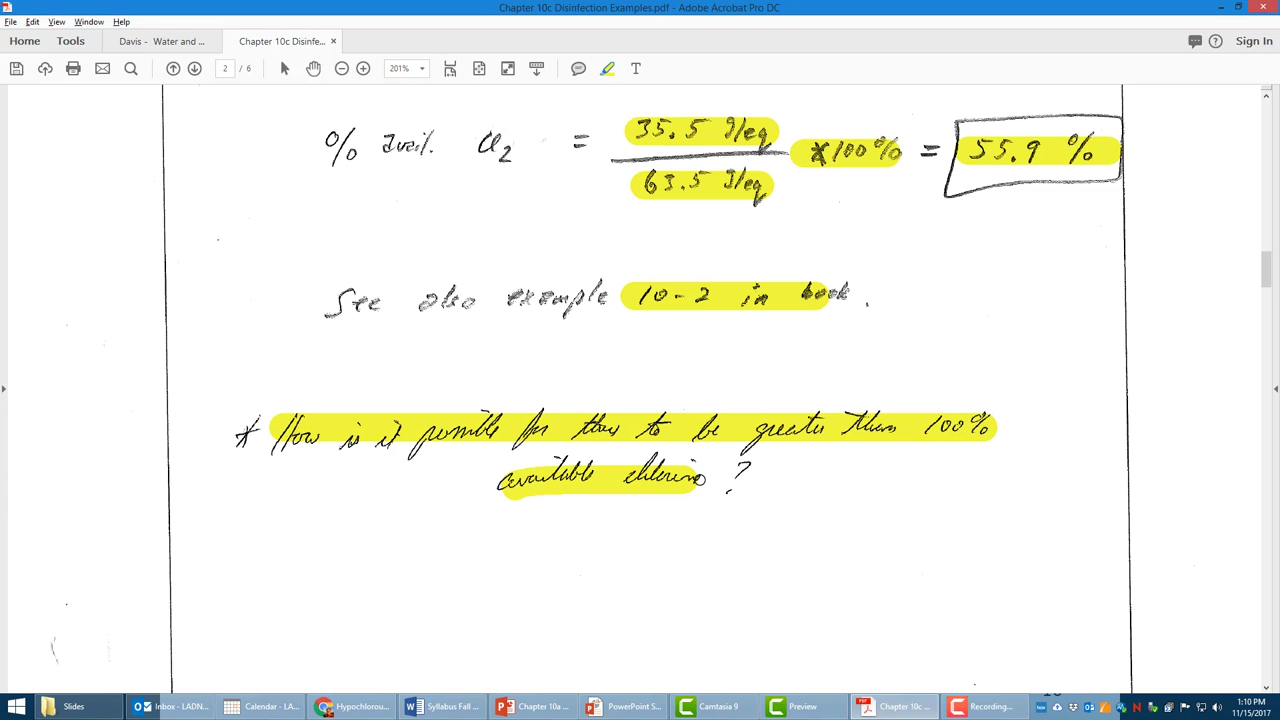 Chapter 10c Disinfection Examples.pdf - Adobe Acrobat Pro DC
File Edit View Window Help
Home Tools Davis - Water and ... Chapter 10c Disinfe... × Sign In
2 / 6 201%
% Avail. Cl2 = 35.5 g/eq / 63.5 g/eq *100% = 55.9 %
See also example 10-2 in book.
* How is it possible for there to be greater than 100%
available chlorine?
Slides Inbox - LADN... Calendar - LA... Hypochlorou... Syllabus Fall ... Chapter 10a ... PowerPoint S... Camtasia 9 Preview Chapter 10c ... Recording... 1:10 PM
11/15/2017